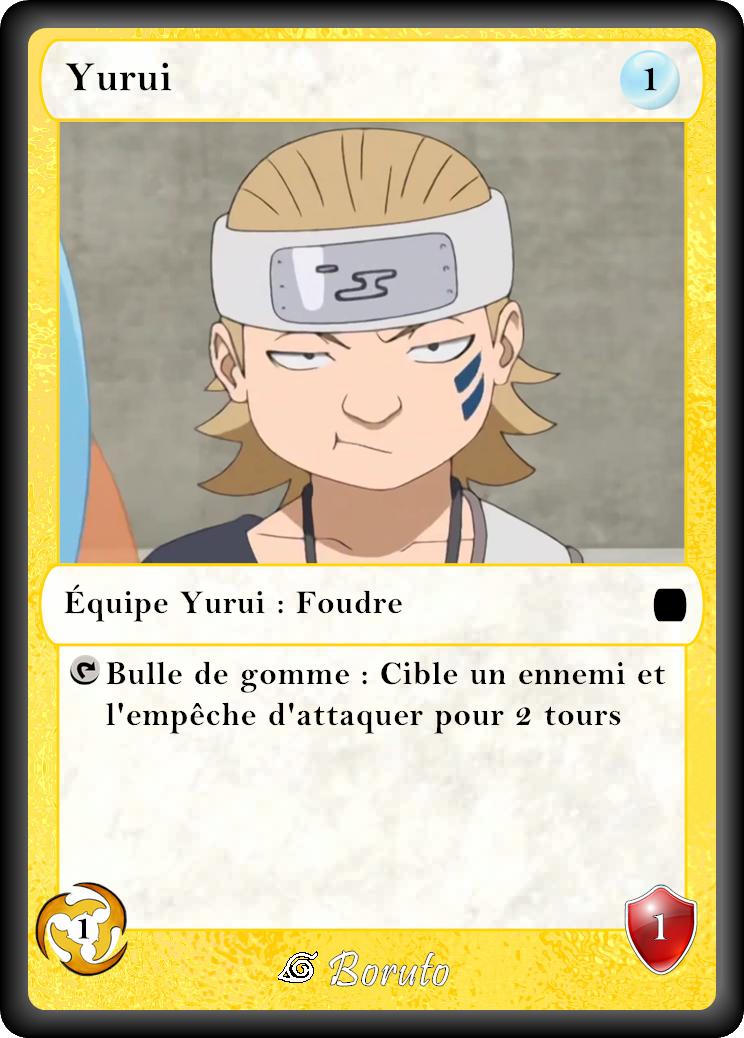 Yurui
1
Équipe Yurui : Foudre
Bulle de gomme : Cible un ennemi et
l'empêche d'attaquer pour 2 tours
1
1
Boruto